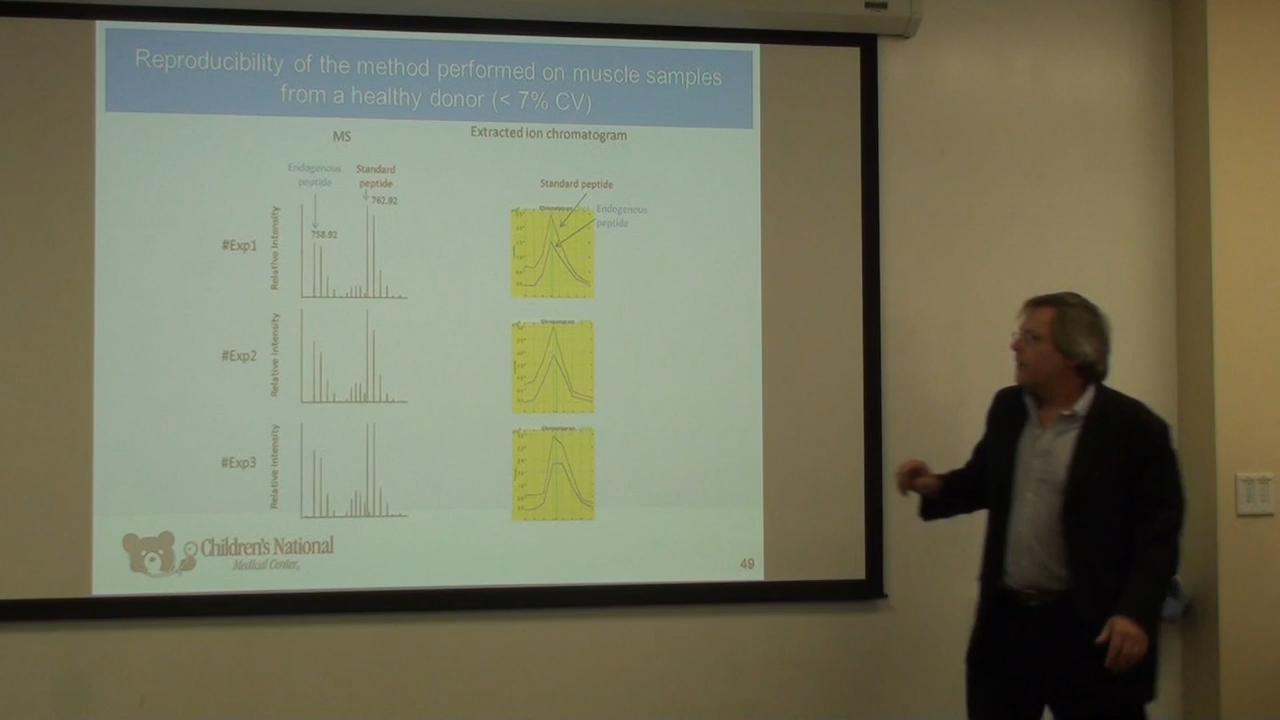 Reproducibility of the method performed on muscle samples
from a healthy donor (< 7% CV)
MS
Extracted ion chromatogram
Endogenous
peptide
Standard
peptide
762.92
758.92
#Exp1
Relative Intensity
Standard peptide
Endogenous
peptide
#Exp2
Relative Intensity
#Exp3
Relative Intensity
Children's National
Medical Center
49